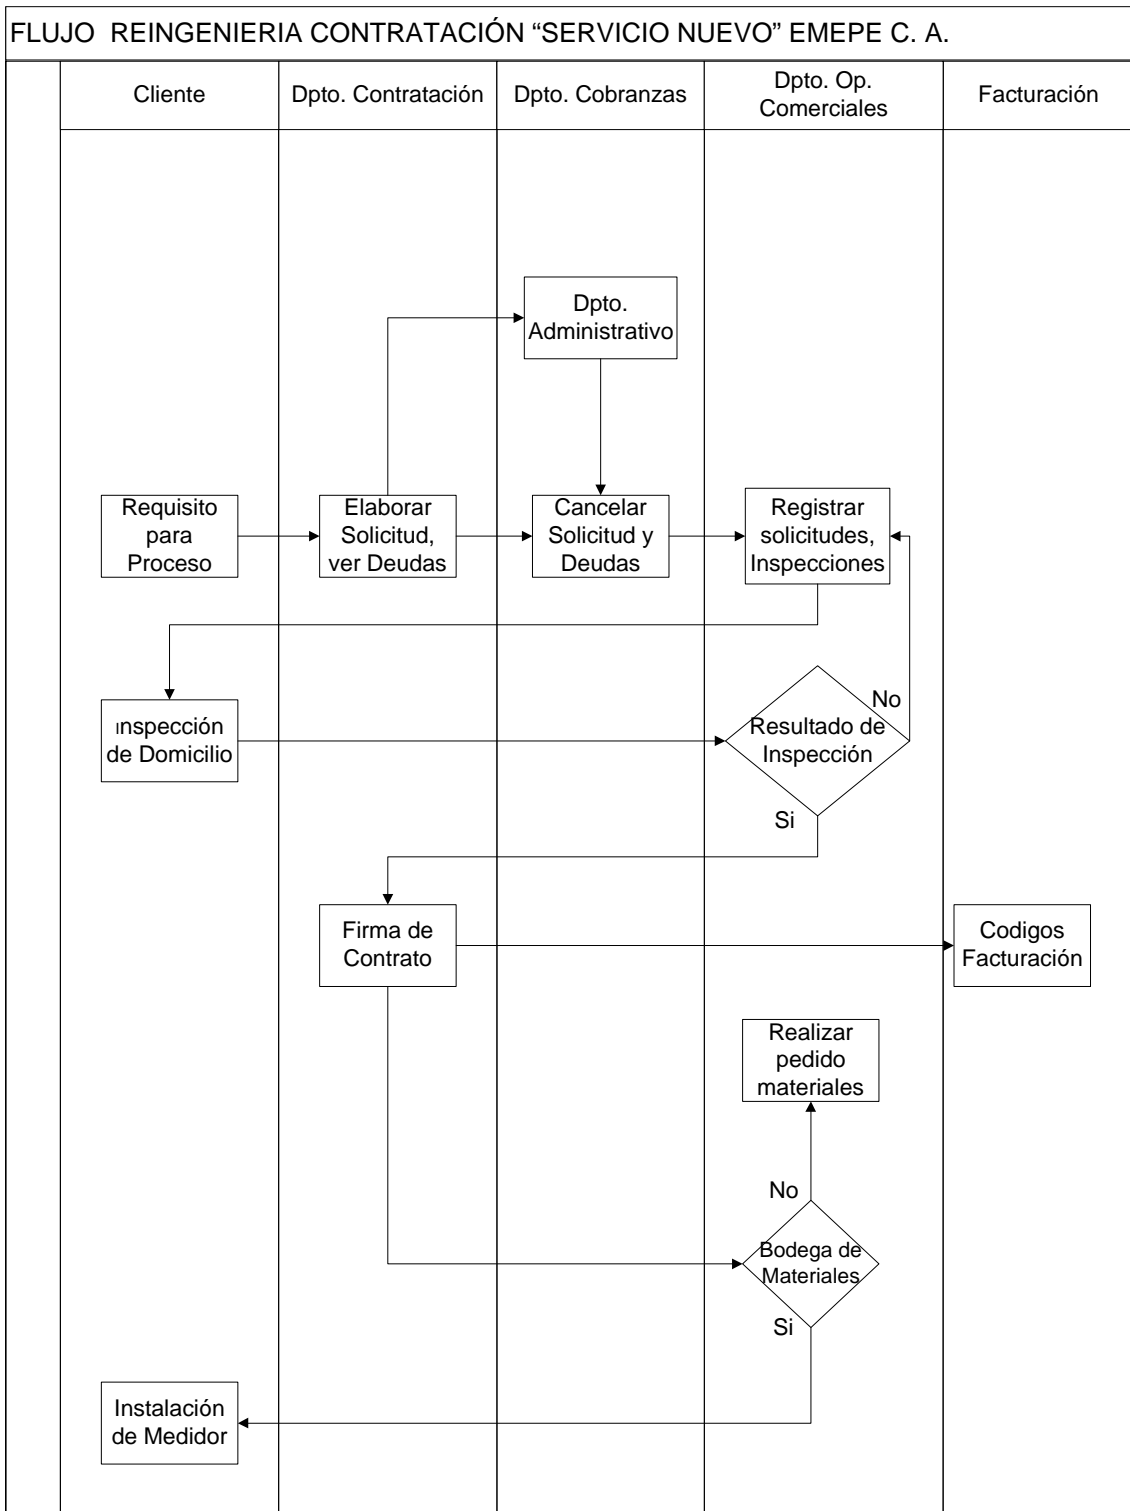 FLUJO  REINGENIERIA CONTRATACIÓN “SERVICIO NUEVO” EMEPE C. A.
Cliente
Dpto. Contratación
Dpto. Cobranzas
Dpto. Op.
Comerciales
Facturación
Dpto.
Administrativo
Requisito
para
Proceso
Elaborar
Solicitud,
ver Deudas
Cancelar
Solicitud y
Deudas
Registrar
solicitudes,
Inspecciones
Inspección
de Domicilio
Resultado de
Inspección
No
Si
Firma de
Contrato
Codigos
Facturación
Realizar
pedido
materiales
No
Bodega de
Materiales
Si
Instalación
de Medidor